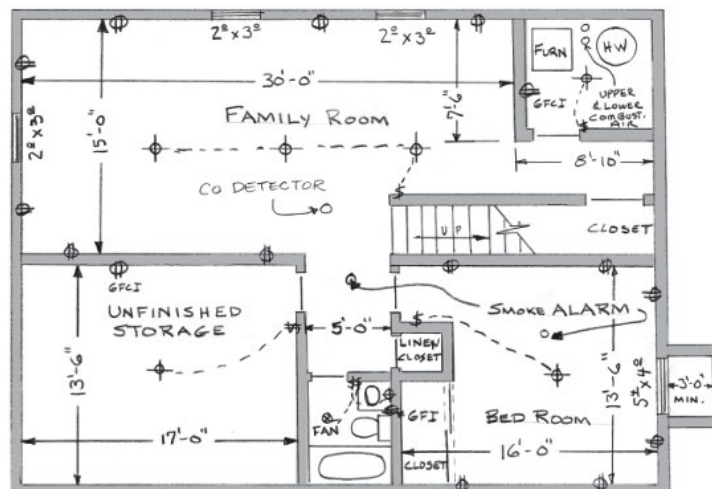 2⁰ x 3⁰
2⁰ x 3⁰
FURN
HW
30'-0"
7'-6"
GFCI
UPPER
& LOWER
COMBUST.
AIR
FAMILY ROOM
2⁰ x 3⁰
15'-0"
8'-10"
CO DETECTOR
UP
CLOSET
GFCI
UNFINISHED
STORAGE
SMOKE ALARM
5'-0"
LINEN
CLOSET
13'-6"
13'-6"
3'-0"
MIN.
FAN
GFI
BED ROOM
17'-0"
CLOSET
16'-0"